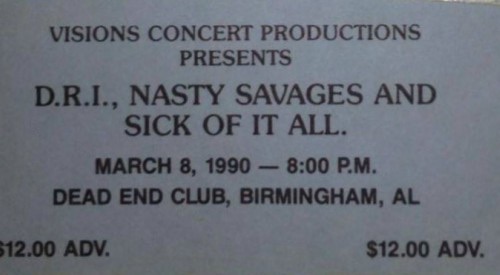 VISIONS CONCERT PRODUCTIONS
PRESENTS
D.R.I., NASTY SAVAGES AND
SICK OF IT ALL.
MARCH 8, 1990 — 8:00 P.M.
DEAD END CLUB, BIRMINGHAM, AL
$12.00 ADV. $12.00 ADV.